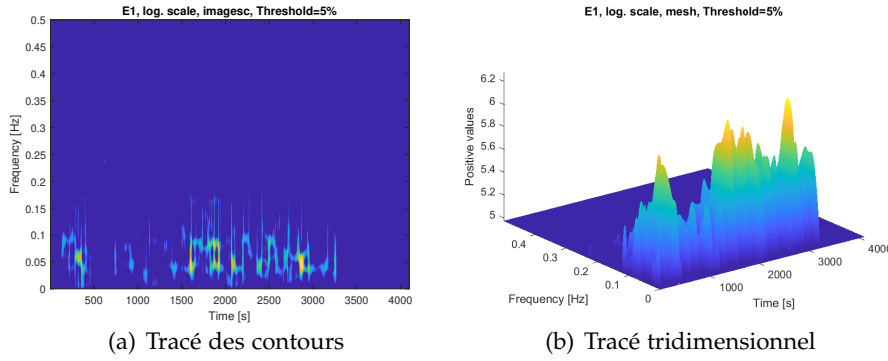 E1, log. scale, imagesc, Threshold=5%
0.5
0.45
0.4
0.35
0.3
0.25
0.2
0.15
0.1
0.05
0
Frequency [Hz]
500 1000 1500 2000 2500 3000 3500 4000
Time [s]
(a) Tracé des contours
E1, log. scale, mesh, Threshold=5%
6.2
6
5.8
5.6
5.4
5.2
5
Positive values
0.4
0.3
0.2
0.1
0
Frequency [Hz]
1000
2000
3000
4000
Time [s]
(b) Tracé tridimensionnel